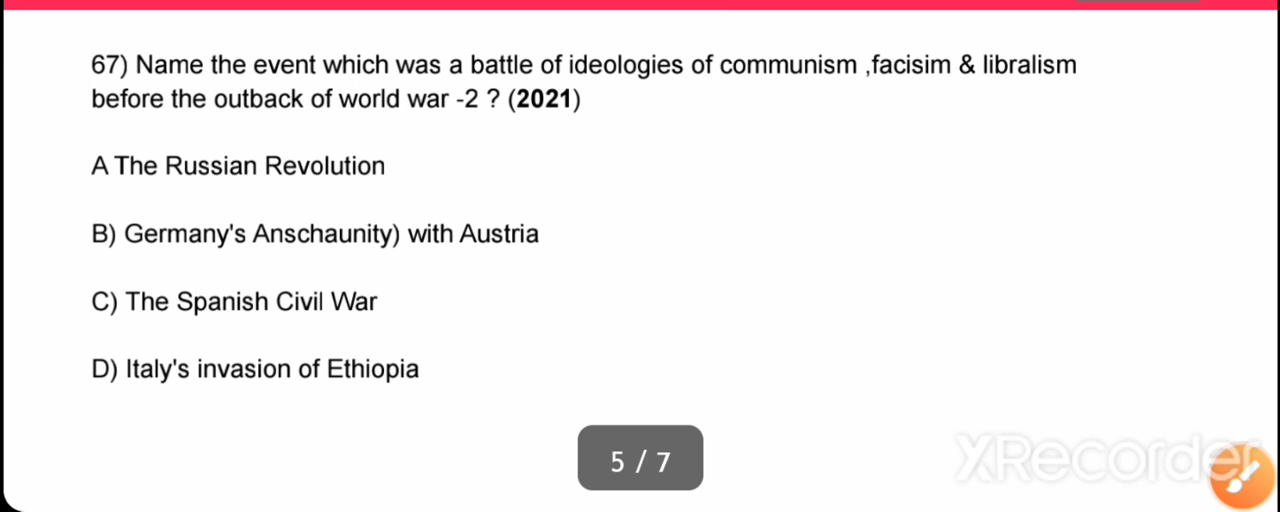 67) Name the event which was a battle of ideologies of communism ,facisim & libralism
before the outback of world war -2 ? (2021)
A The Russian Revolution
B) Germany's Anschaunity) with Austria
C) The Spanish Civil War
D) Italy's invasion of Ethiopia
5 / 7
XRecorder